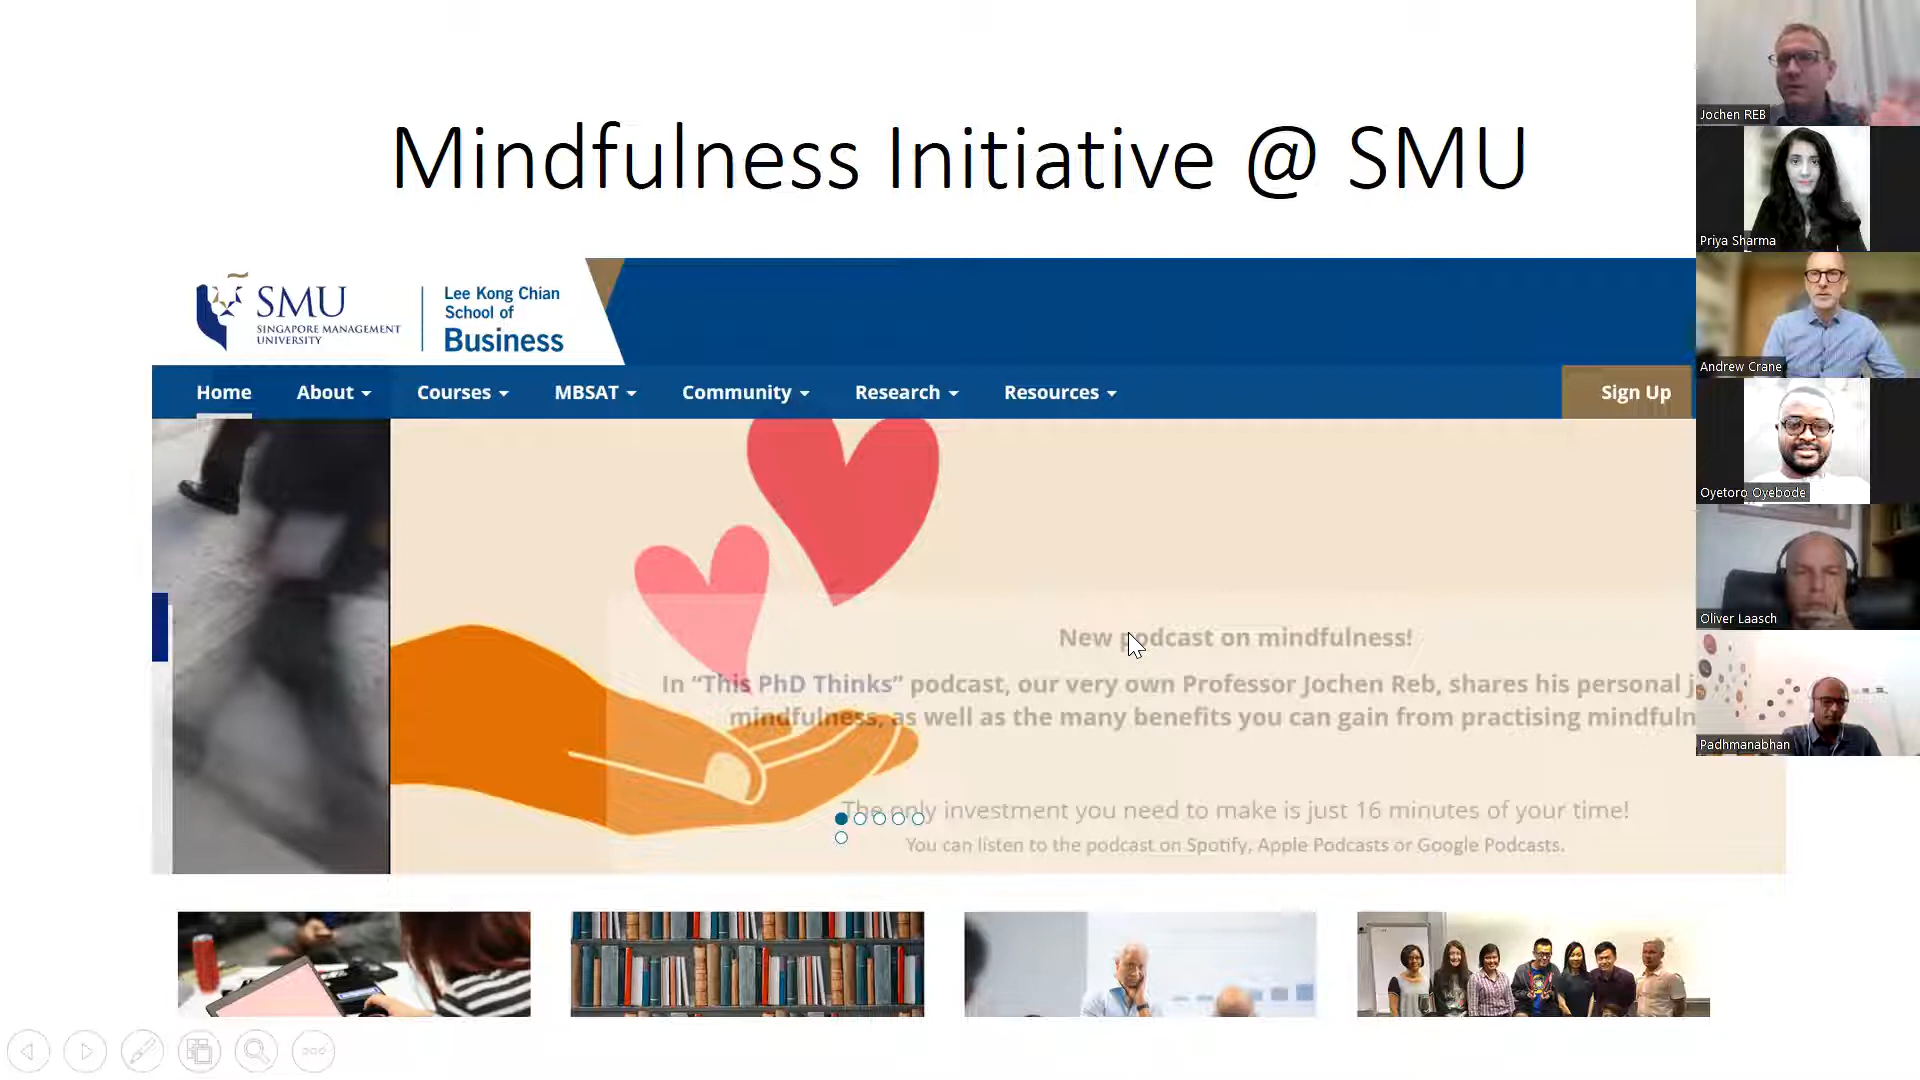 Mindfulness Initiative @ SMU
SMU
SINGAPORE MANAGEMENT
UNIVERSITY
Lee Kong Chian
School of
Business
Home
About
Courses
MBSAT
Community
Research
Resources
Sign Up
New podcast on mindfulness!
In “This PhD Thinks” podcast, our very own Professor Jochen Reb, shares his personal j
mindfulness, as well as the many benefits you can gain from practising mindfuln
The only investment you need to make is just 16 minutes of your time!
You can listen to the podcast on Spotify, Apple Podcasts or Google Podcasts.
Jochen REB
Priya Sharma
Andrew Crane
Oyetoro Oyebode
Oliver Laasch
Padhmanabhan